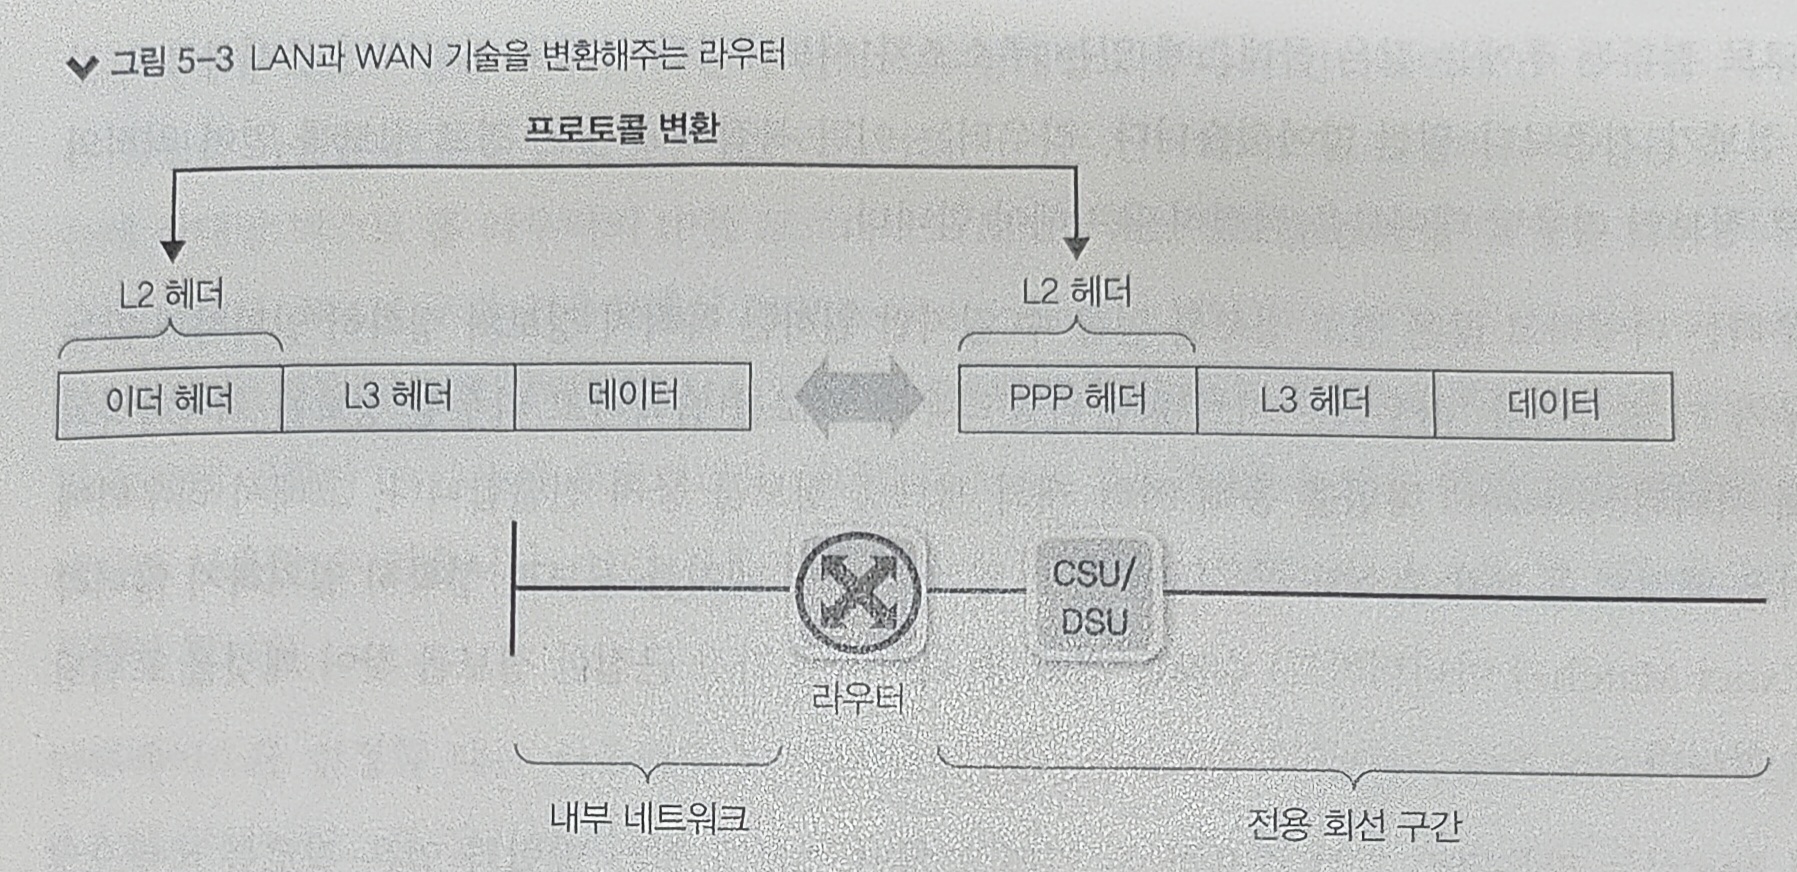 그림 5-3 LAN과 WAN 기술을 변환해주는 라우터
프로토콜 변환
L2 헤더
L2 헤더
이더 헤더
L3 헤더
데이터
PPP 헤더
L3 헤더
데이터
CSU/
DSU
라우터
내부 네트워크
전용 회선 구간